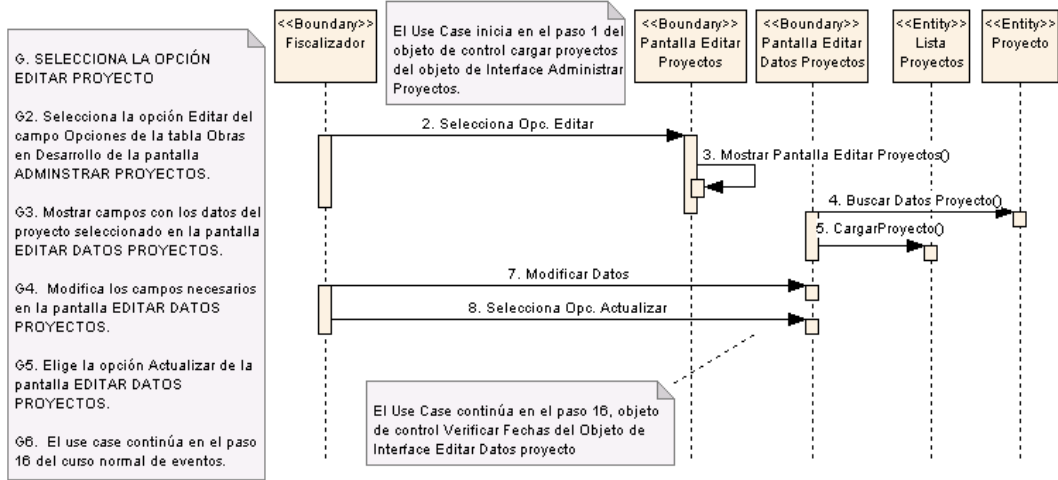 G. SELECCIONA LA OPCIÓN
EDITAR PROYECTO
G2. Selecciona la opción Editar del
campo Opciones de la tabla Obras
en Desarrollo de la pantalla
ADMINSTRAR PROYECTOS.
G3. Mostrar campos con los datos del
proyecto seleccionado en la pantalla
EDITAR DATOS PROYECTOS.
G4. Modifica los campos necesarios
en la pantalla EDITAR DATOS
PROYECTOS.
G5. Elige la opción Actualizar de la
pantalla EDITAR DATOS
PROYECTOS.
G6. El use case continúa en el paso
16 del curso normal de eventos.
<<Boundary>>
Fiscalizador
El Use Case inicia en el paso 1 del
objeto de control cargar proyectos
del objeto de Interface Administrar
Proyectos.
<<Boundary>>
Pantalla Editar
Proyectos
<<Boundary>>
Pantalla Editar
Datos Proyectos
<<Entity>>
Lista
Proyectos
<<Entity>>
Proyecto
2. Selecciona Opc. Editar
3. Mostrar Pantalla Editar Proyectos()
4. Buscar Datos Proyecto()
5. CargarProyecto()
7. Modificar Datos
8. Selecciona Opc. Actualizar
El Use Case continúa en el paso 16, objeto
de control Verificar Fechas del Objeto de
Interface Editar Datos proyecto